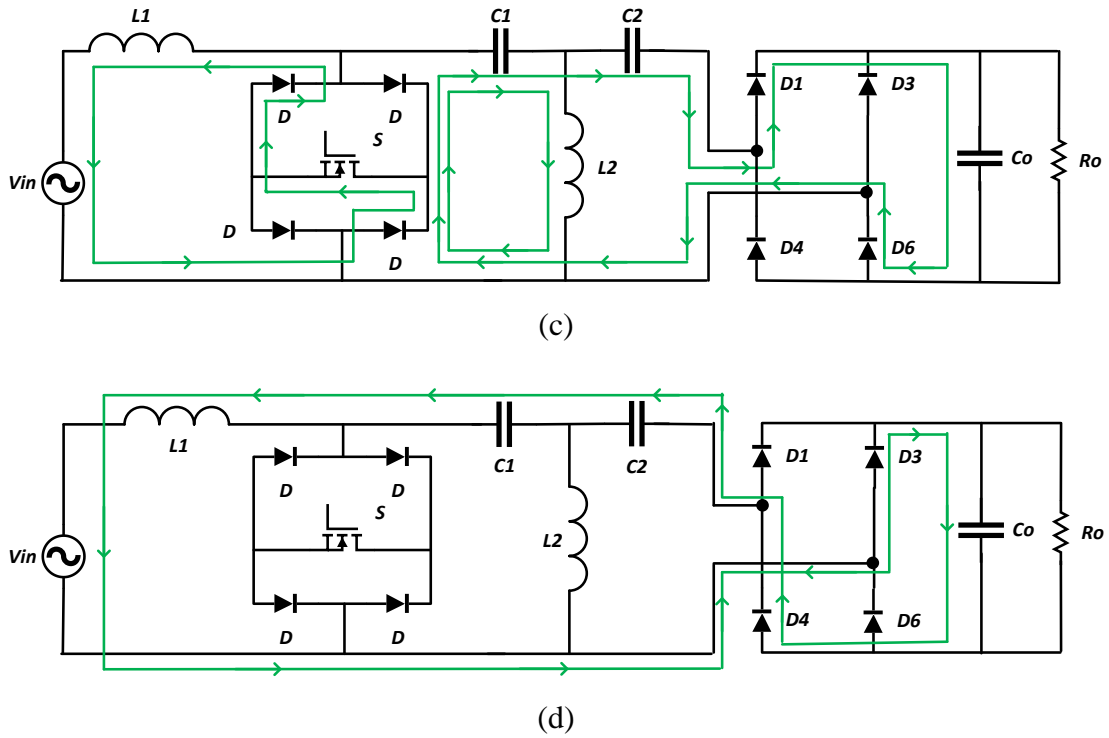 L1 C1 C2
D D D1 D3
S
Vin L2 Co Ro
D D D4 D6
(c)
L1 C1 C2
D D D1 D3
S
Vin L2 Co Ro
D D D4 D6
(d)